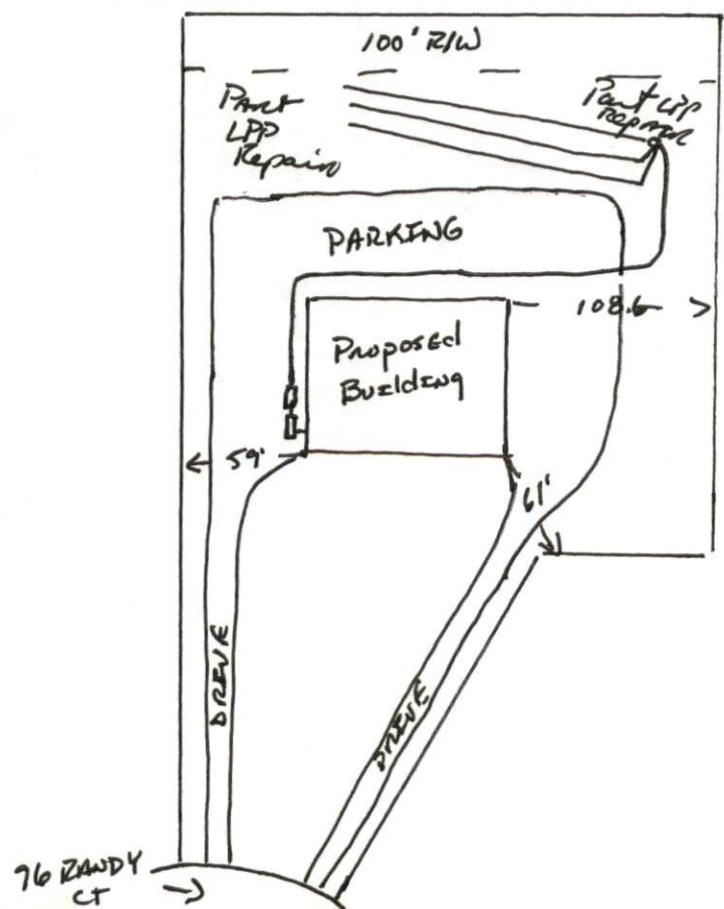 100' R/W
Part
LPP
Repair
Part LPP
Repair
PARKING
108.6
Proposed
Building
59'
61'
DRIVE
DRIVE
96 RANDY
CT